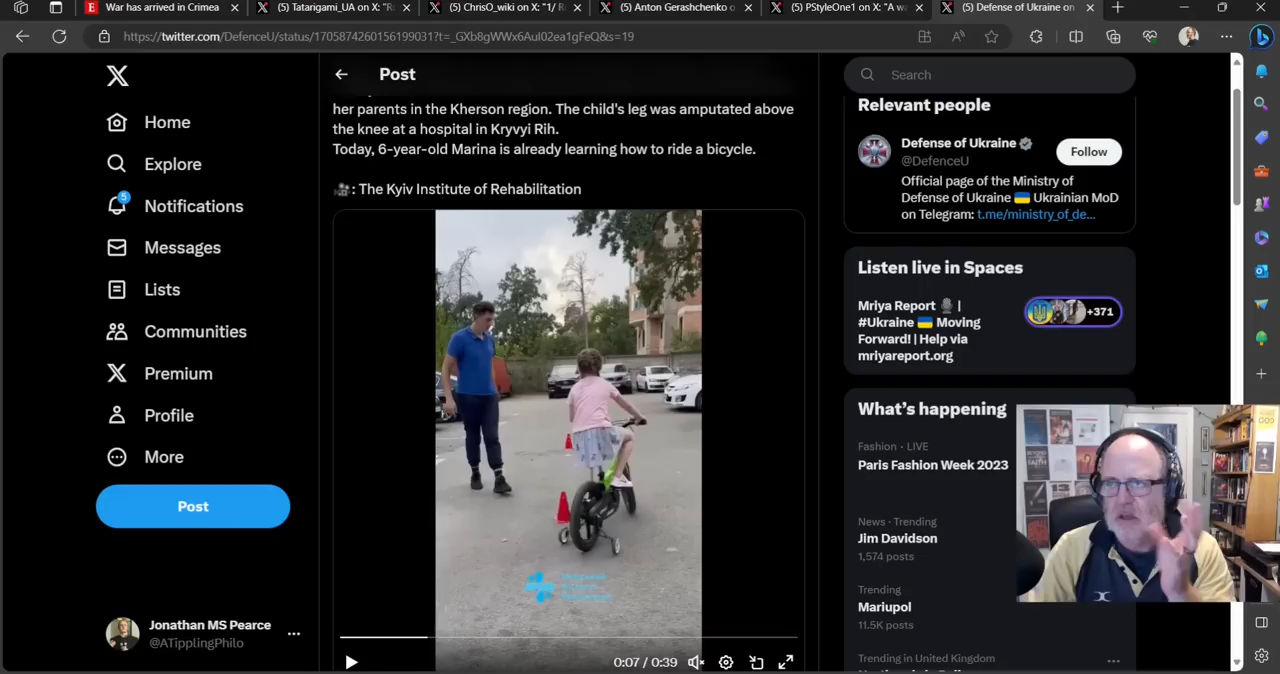 War has arrived in Crimea
(5) Tatarigami_UA on X: "R
(5) ChrisO_wiki on X: "1/ R
(5) Anton Gerashchenko o
(5) PStyleOne1 on X: "A wa
(5) Defense of Ukraine on
https://twitter.com/DefenceU/status/1705874260156199031?t=_GXb8gWWx6AuI02ea1gFeQ&s=19
Home
Explore
5
Notifications
Messages
Lists
Communities
Premium
Profile
More
Post
Jonathan MS Pearce
@ATipplingPhilo
Post
her parents in the Kherson region. The child's leg was amputated above
the knee at a hospital in Kryvyi Rih.
Today, 6-year-old Marina is already learning how to ride a bicycle.
: The Kyiv Institute of Rehabilitation
0:07 / 0:39
Search
Relevant people
Defense of Ukraine
@DefenceU
Follow
Official page of the Ministry of
Defense of Ukraine 🇺🇦 Ukrainian MoD
on Telegram: t.me/ministry_of_de...
Listen live in Spaces
Mriya Report 🎙️ |
#Ukraine 🇺🇦 Moving
Forward! | Help via
mriyareport.org
+371
What's happening
Fashion · LIVE
Paris Fashion Week 2023
News · Trending
Jim Davidson
1,574 posts
Trending
Mariupol
11.5K posts
Trending in United Kingdom